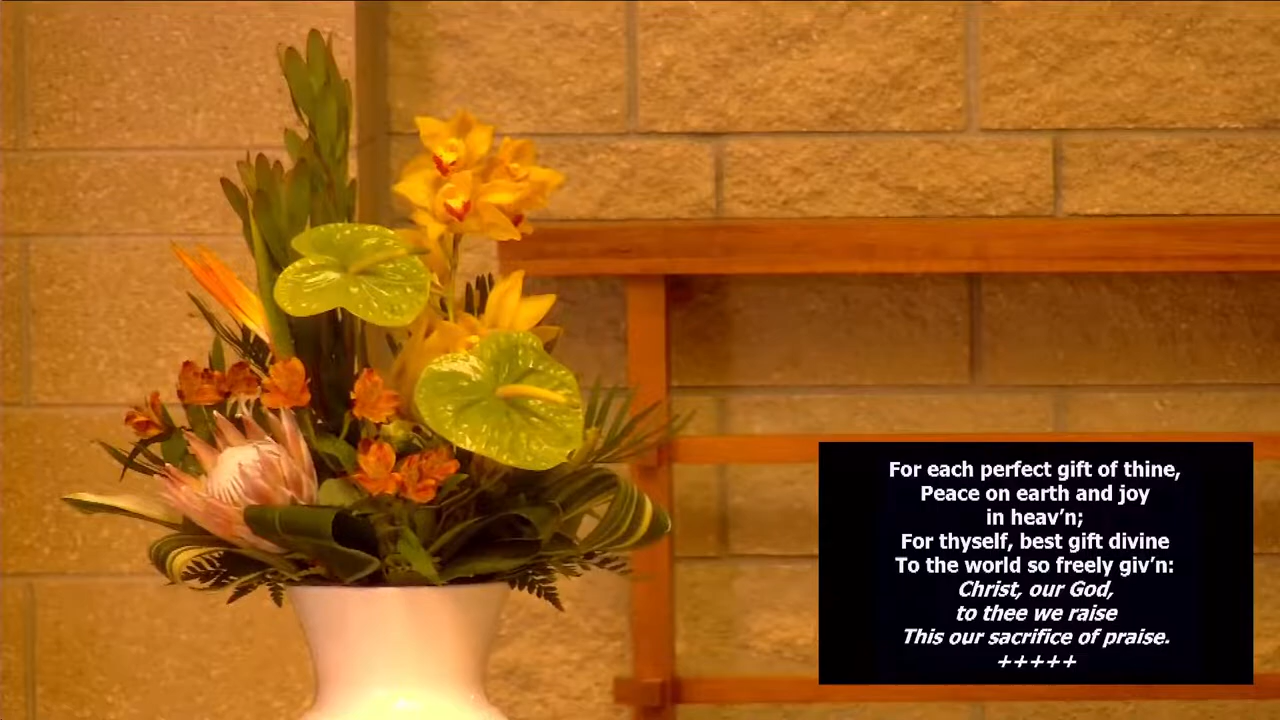 For each perfect gift of thine,
Peace on earth and joy
in heav'n;
For thyself, best gift divine
To the world so freely giv'n:
Christ, our God,
to thee we raise
This our sacrifice of praise.
+++++